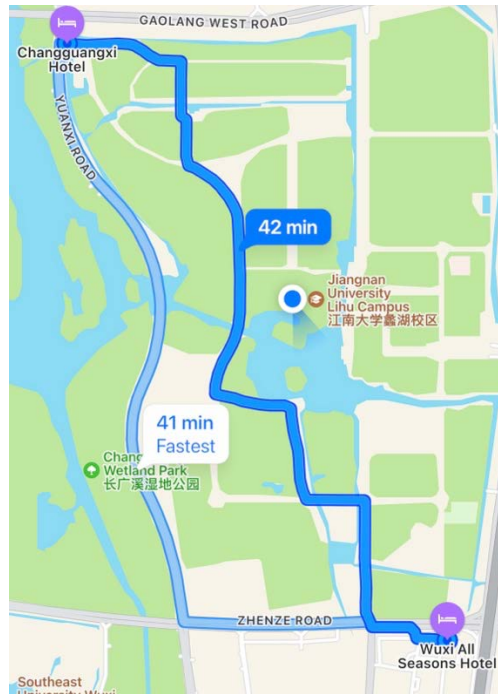 GAOLANG WEST ROAD
Changguangxi
Hotel
YUANXI ROAD
42 min
Jiangnan
University
Lihu Campus
江南大学蠡湖校区
41 min
Fastest
Chang
Wetland Park
长广溪湿地公园
ZHENZE ROAD
Wuxi All
Seasons Hotel
Southeast
University Wuxi